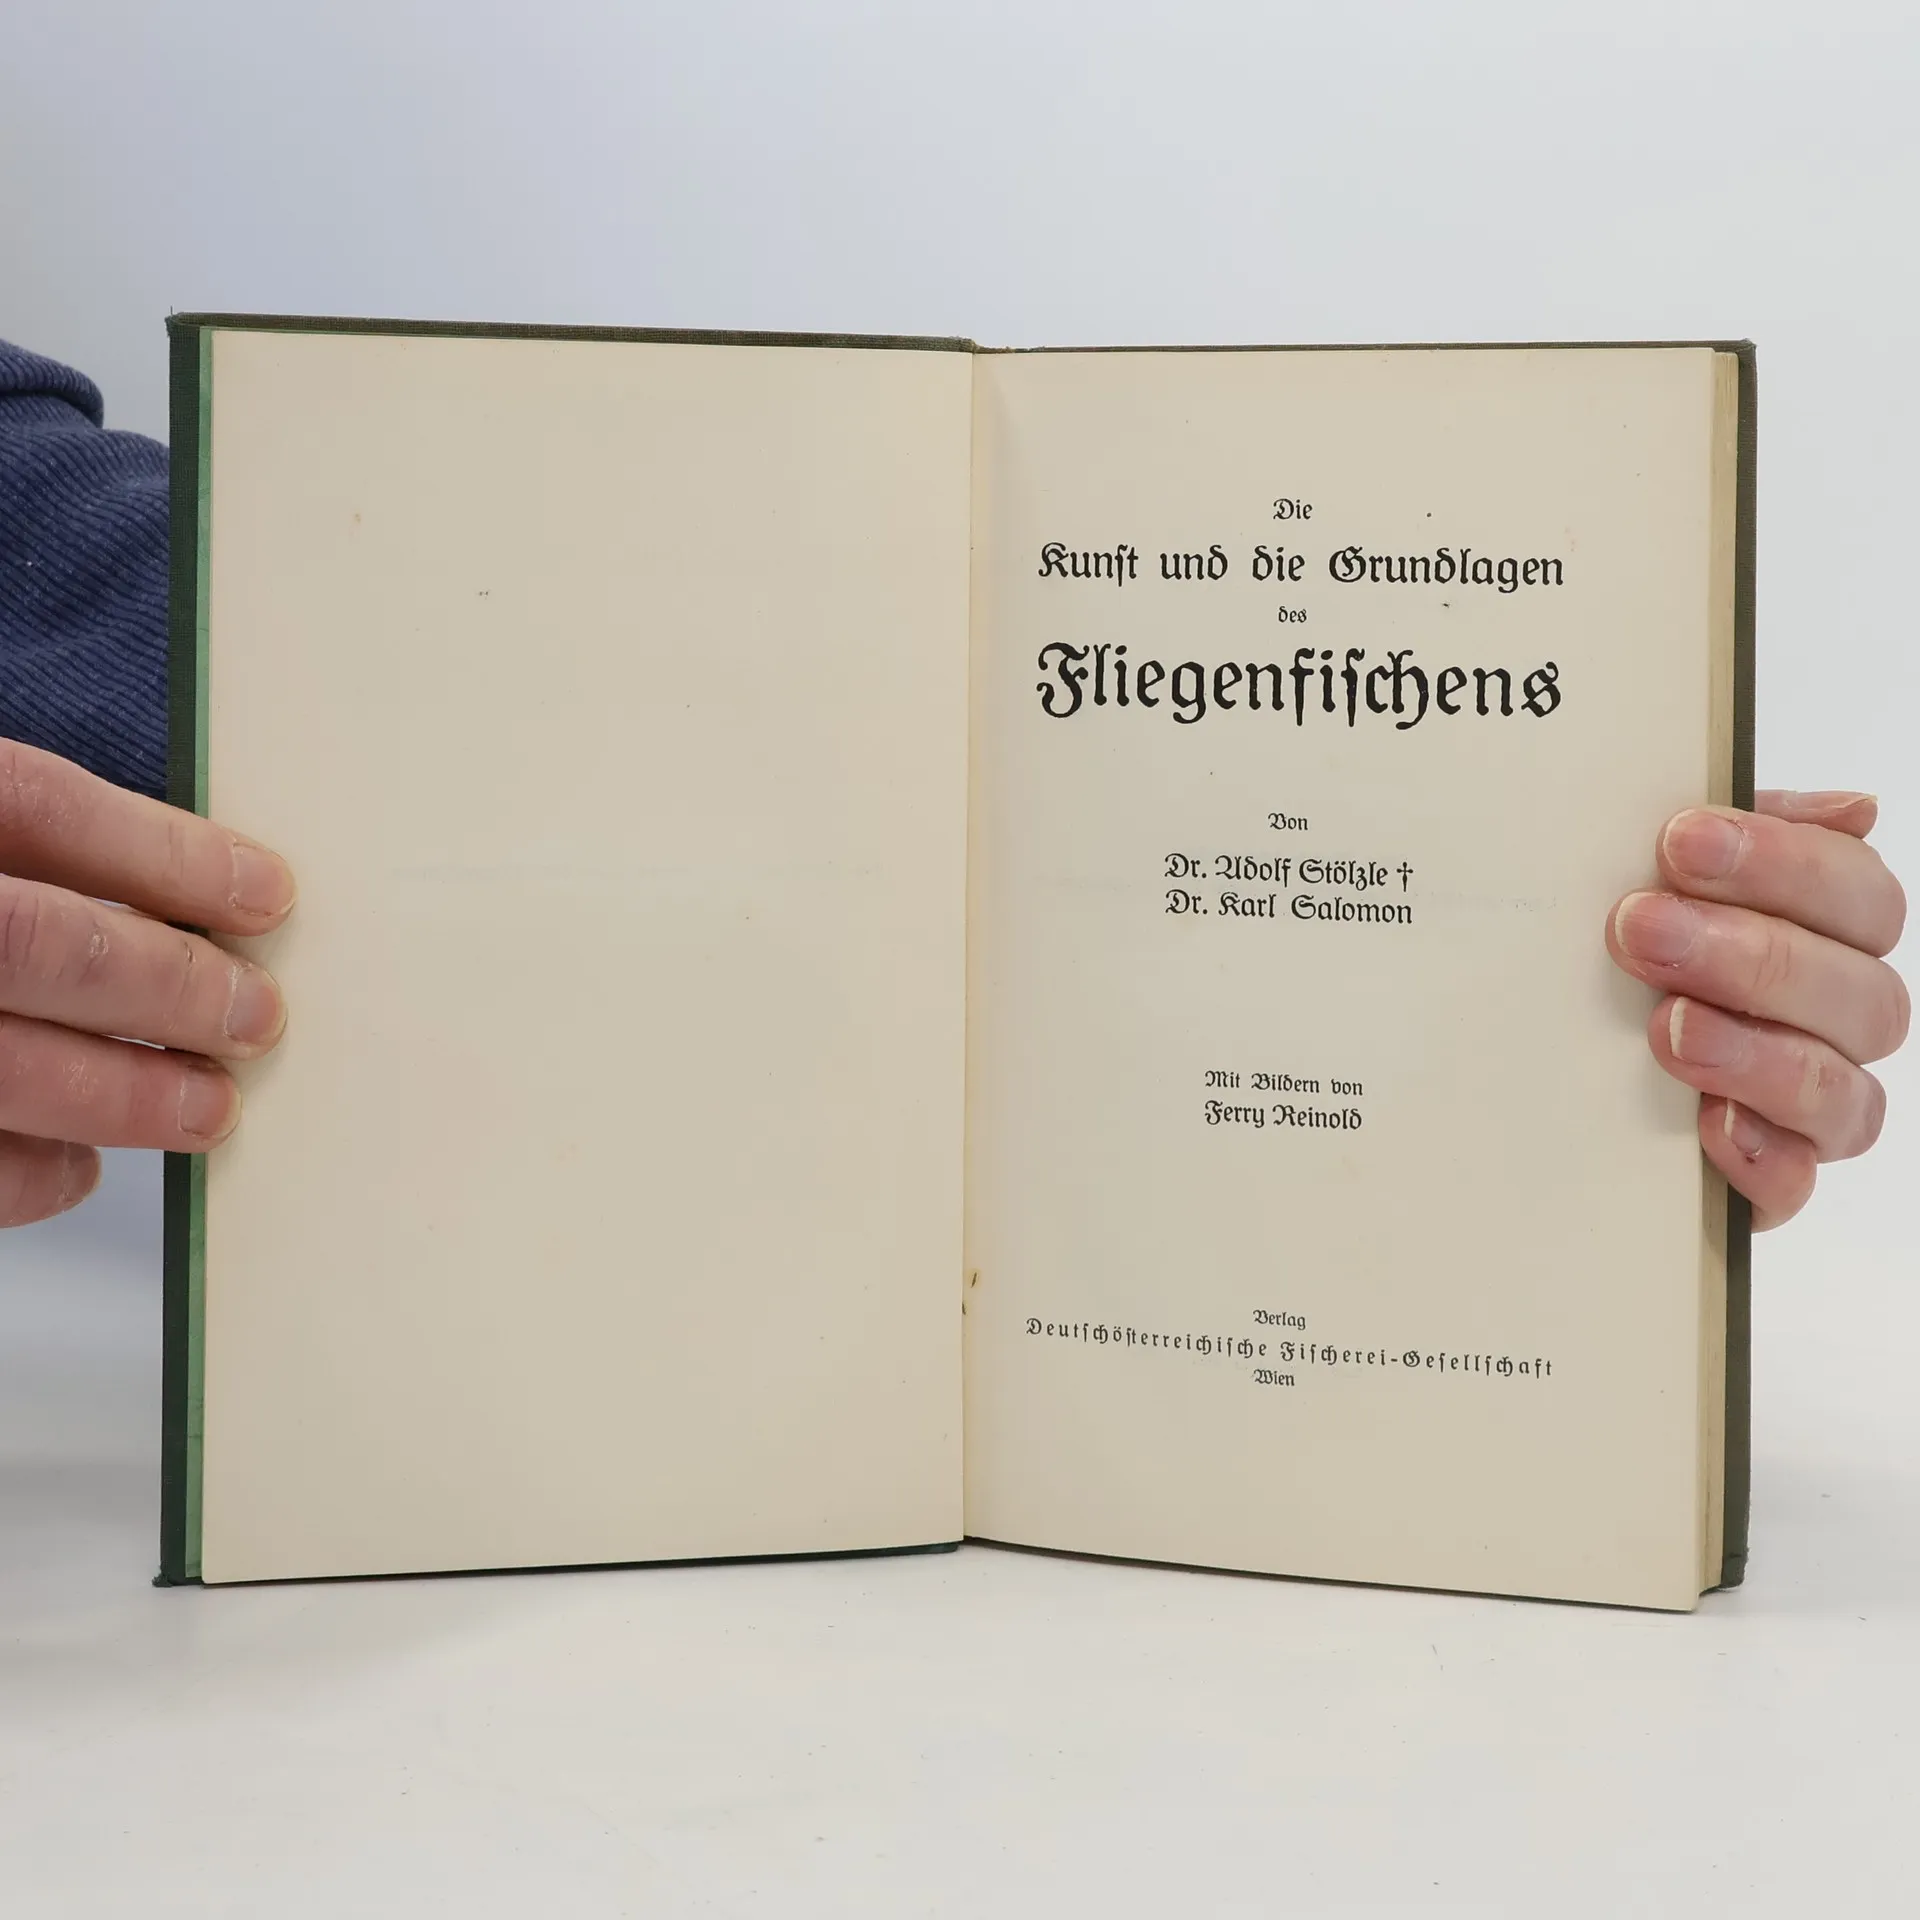 Die
Kunſt und die Grundlagen
des
Fliegenfiſchens
Von
Dr. Adolf Stölzle †
Dr. Karl Salomon
Mit Bildern von
Ferry Reinold
Verlag
Deutſchöſterreichiſche Fiſcherei-Geſellſchaft
Wien